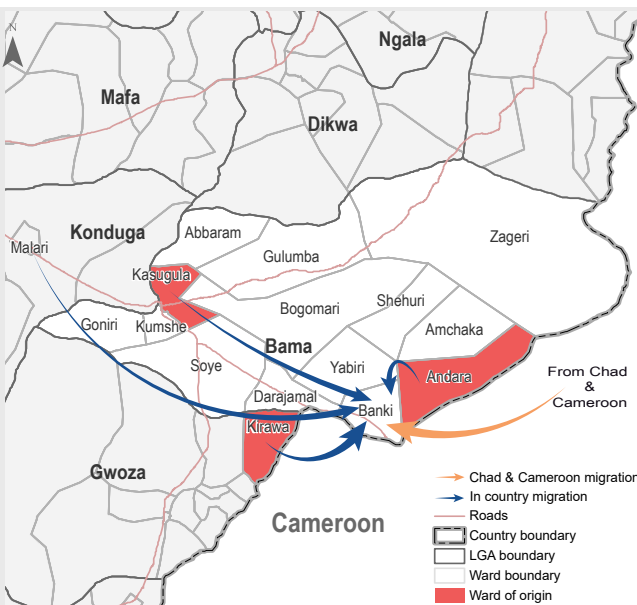 N
Ngala
Mafa
Dikwa
Konduga
Abbaram
Zageri
Malari
Gulumba
Kasugula
Shehuri
Bogomari
Goniri
Kumshe
Amchaka
Bama
Soye
Yabiri
Andara
From Chad
&
Cameroon
Darajamal
Banki
Kirawa
Gwoza
Cameroon
Chad & Cameroon migration
In country migration
Roads
Country boundary
LGA boundary
Ward boundary
Ward of origin